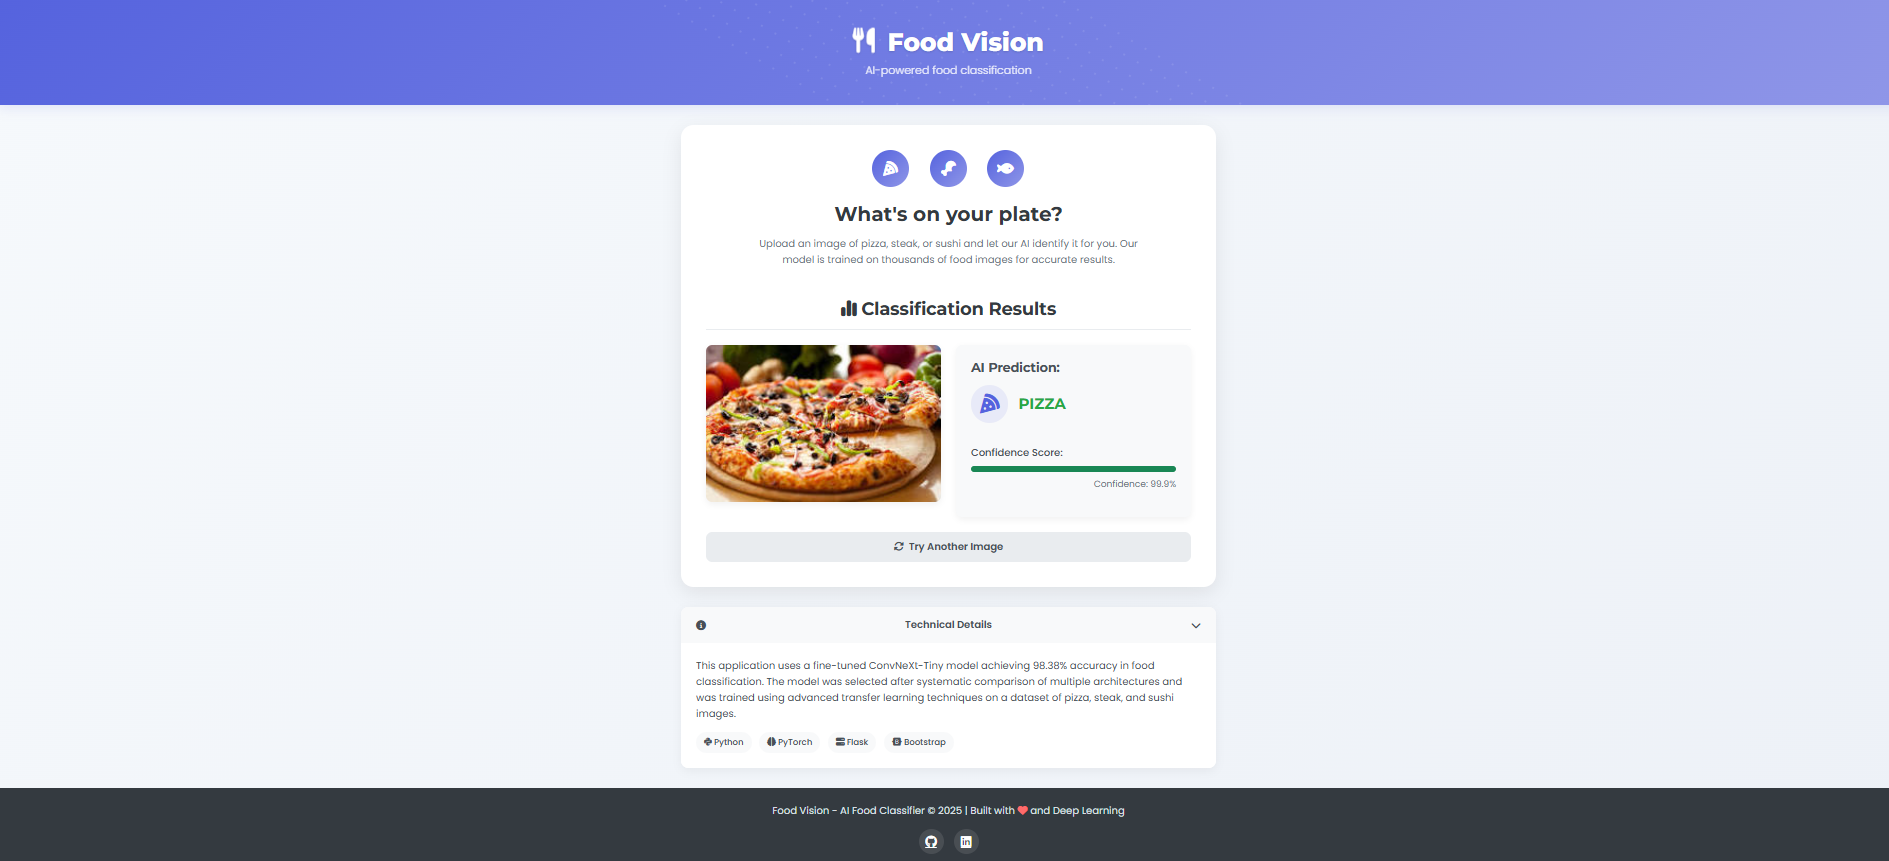 Food Vision
AI-powered food classification
What's on your plate?
Upload an image of pizza, steak, or sushi and let our AI identify it for you. Our
model is trained on thousands of food images for accurate results.
Classification Results
AI Prediction:
PIZZA
Confidence Score:
Confidence: 99.9%
Try Another Image
Technical Details
This application uses a fine-tuned ConvNeXt-Tiny model achieving 98.38% accuracy in food
classification. The model was selected after systematic comparison of multiple architectures and
was trained using advanced transfer learning techniques on a dataset of pizza, steak, and sushi
images.
Python PyTorch Flask Bootstrap
Food Vision - AI Food Classifier © 2025 | Built with ❤ and Deep Learning